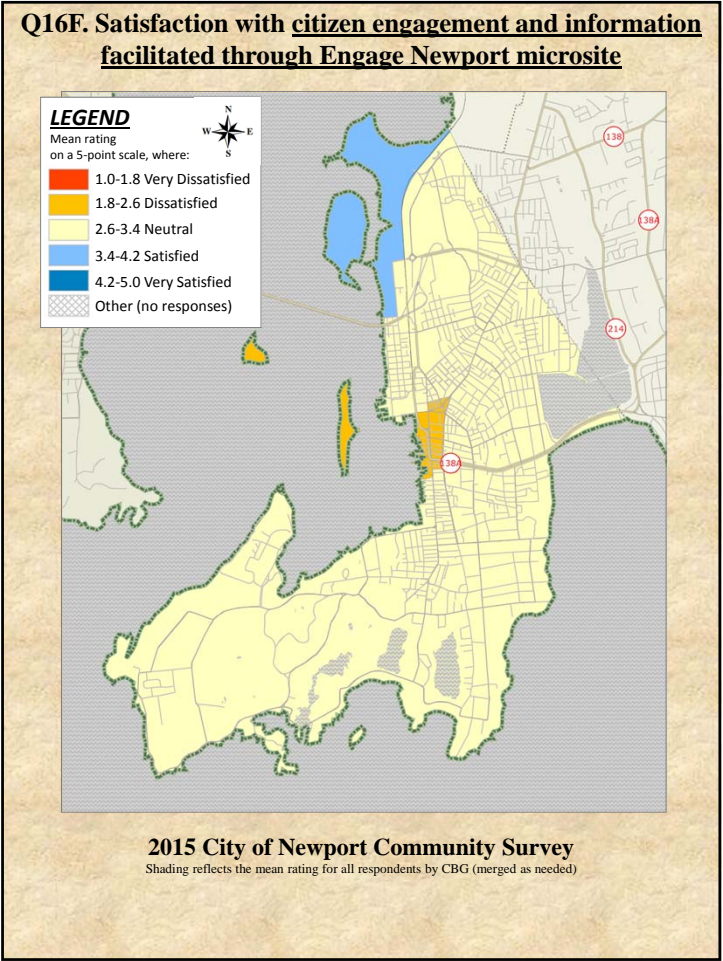 Q16F. Satisfaction with citizen engagement and information
facilitated through Engage Newport microsite
LEGEND
Mean rating
on a 5-point scale, where:
1.0-1.8 Very Dissatisfied
1.8-2.6 Dissatisfied
2.6-3.4 Neutral
3.4-4.2 Satisfied
4.2-5.0 Very Satisfied
Other (no responses)
N
W E
S
138
138A
214
138A
2015 City of Newport Community Survey
Shading reflects the mean rating for all respondents by CBG (merged as needed)